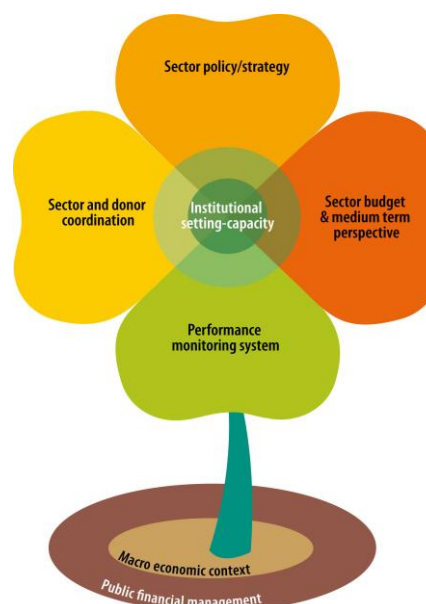 Sector policy/strategy
Sector and donor
coordination
Institutional
setting-capacity
Sector budget
& medium term
perspective
Performance
monitoring system
Macro economic context
Public financial management